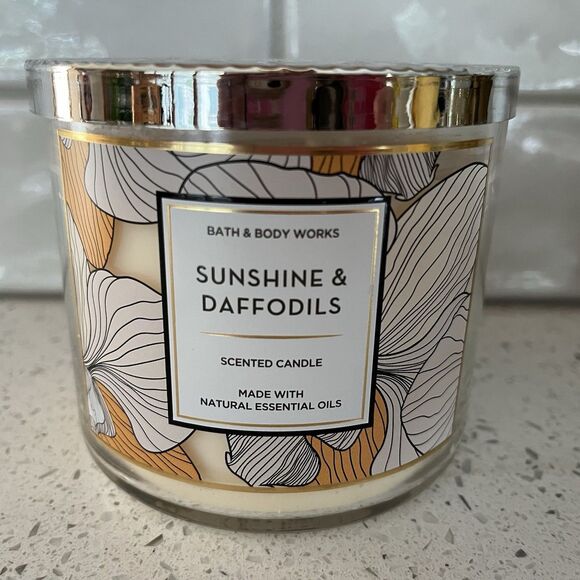 BATH & BODY WORKS
SUNSHINE &
DAFFODILS
SCENTED CANDLE
MADE WITH
NATURAL ESSENTIAL OILS